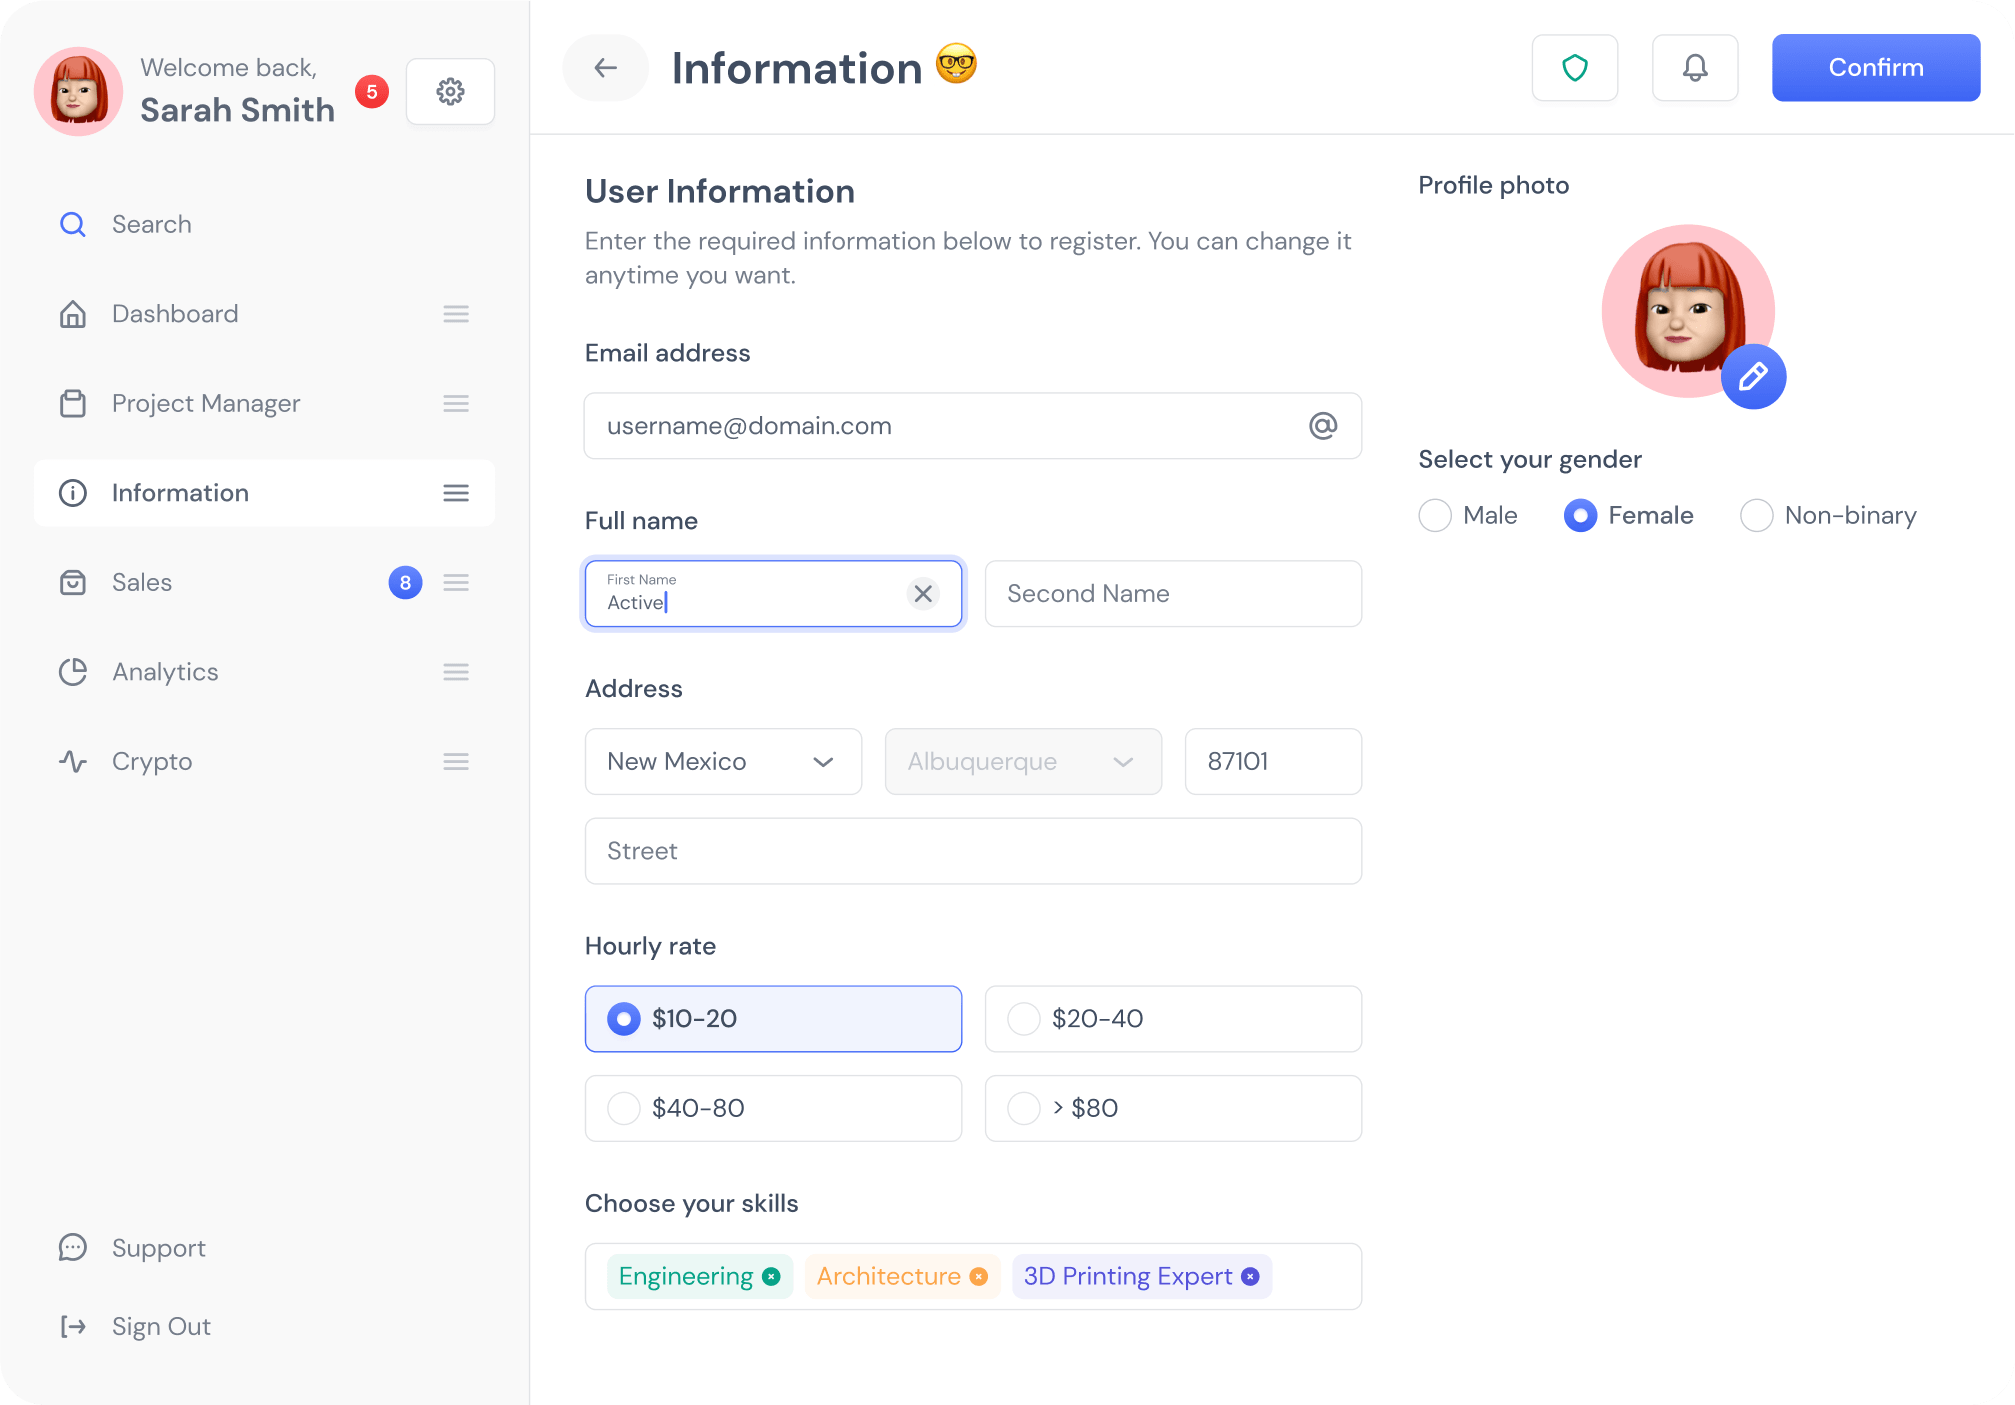 Welcome back,
Sarah Smith
5
Search
Dashboard
Project Manager
Information
Sales
8
Analytics
Crypto
Support
Sign Out
Information
Confirm
User Information
Enter the required information below to register. You can change it
anytime you want.
Email address
username@domain.com
@
Full name
First Name
Active
Second Name
Address
New Mexico
Albuquerque
87101
Street
Hourly rate
$10-20
$20-40
$40-80
> $80
Choose your skills
Engineering
Architecture
3D Printing Expert
Profile photo
Select your gender
Male
Female
Non-binary